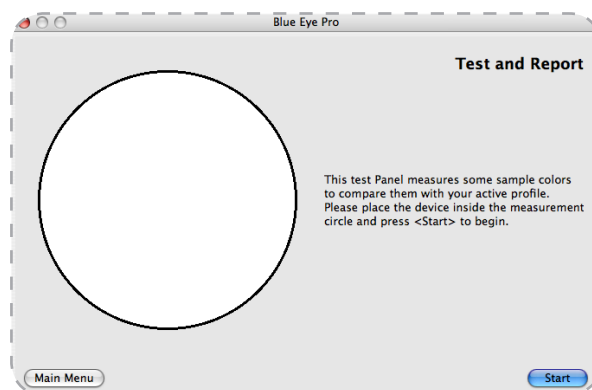 Blue Eye Pro
Test and Report
This test Panel measures some sample colors
to compare them with your active profile.
Please place the device inside the measurement
circle and press <Start> to begin.
Main Menu
Start